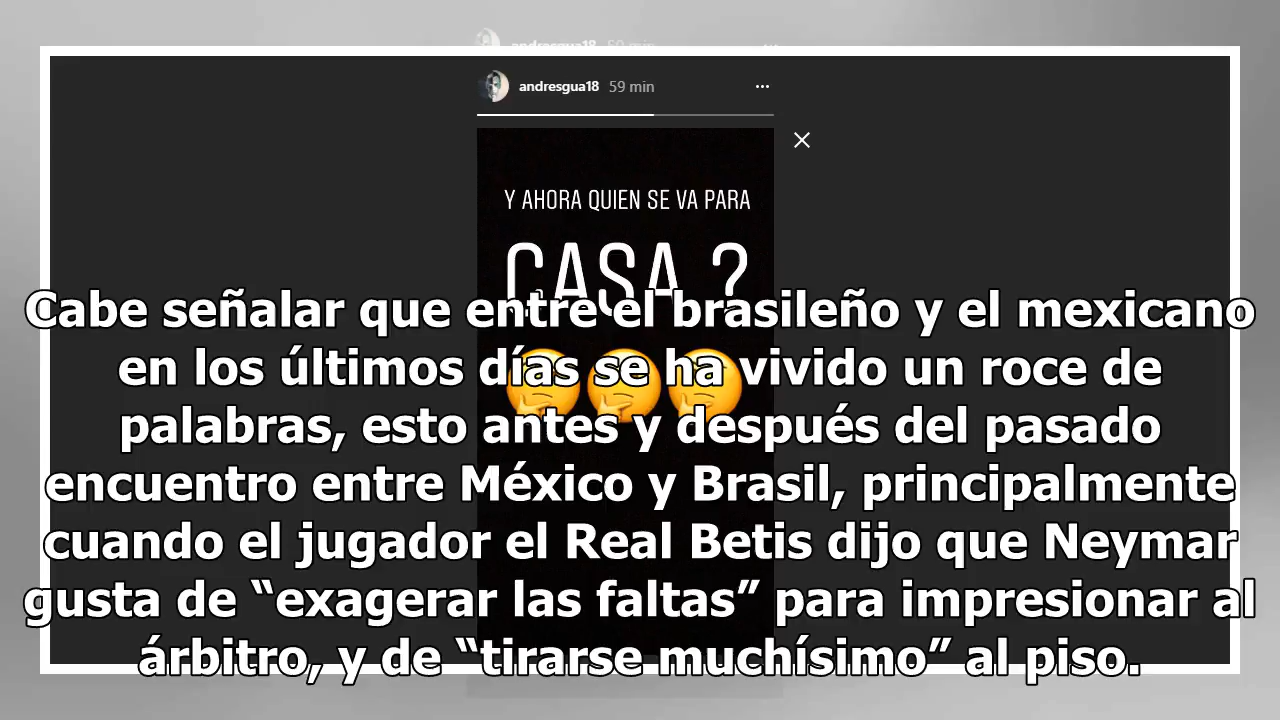 andresgua18 59 min
andresgua18 59 min
Y AHORA QUIEN SE VA PARA
CASA ?
Cabe señalar que entre el brasileño y el mexicano
en los últimos días se ha vivido un roce de
palabras, esto antes y después del pasado
encuentro entre México y Brasil, principalmente
cuando el jugador el Real Betis dijo que Neymar
gusta de “exagerar las faltas” para impresionar al
árbitro, y de “tirarse muchísimo” al piso.